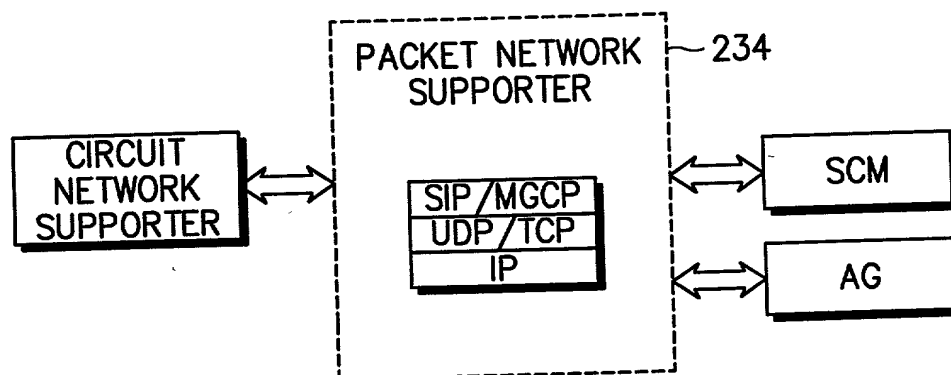 PACKET NETWORK
SUPPORTER
234
CIRCUIT
NETWORK
SUPPORTER
SIP/MGCP
UDP/TCP
IP
SCM
AG